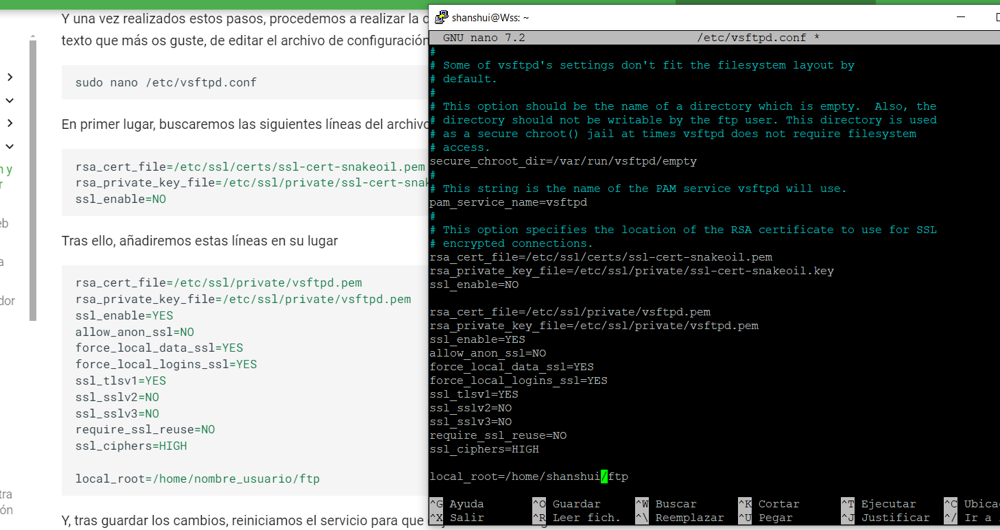 Y una vez realizados estos pasos, procedemos a realizar la
texto que más os guste, de editar el archivo de configuración
sudo nano /etc/vsftpd.conf
En primer lugar, buscaremos las siguientes líneas del archivo
rsa_cert_file=/etc/ssl/certs/ssl-cert-snakeoil.pem
rsa_private_key_file=/etc/ssl/private/ssl-cert-snak
ssl_enable=NO
Tras ello, añadiremos estas líneas en su lugar
rsa_cert_file=/etc/ssl/private/vsftpd.pem
rsa_private_key_file=/etc/ssl/private/vsftpd.pem
ssl_enable=YES
allow_anon_ssl=NO
force_local_data_ssl=YES
force_local_logins_ssl=YES
ssl_tlsv1=YES
ssl_sslv2=NO
ssl_sslv3=NO
require_ssl_reuse=NO
ssl_ciphers=HIGH
local_root=/home/nombre_usuario/ftp
Y, tras guardar los cambios, reiniciamos el servicio para que
n y
r
eb
a
dor
tra
ón
shanshui@Wss: ~
GNU nano 7.2 /etc/vsftpd.conf *
#
# Some of vsftpd's settings don't fit the filesystem layout by
# default.
#
# This option should be the name of a directory which is empty.  Also, the
# directory should not be writable by the ftp user. This directory is used
# as a secure chroot() jail at times vsftpd does not require filesystem
# access.
secure_chroot_dir=/var/run/vsftpd/empty
#
# This string is the name of the PAM service vsftpd will use.
pam_service_name=vsftpd
#
# This option specifies the location of the RSA certificate to use for SSL
# encrypted connections.
rsa_cert_file=/etc/ssl/certs/ssl-cert-snakeoil.pem
rsa_private_key_file=/etc/ssl/private/ssl-cert-snakeoil.key
ssl_enable=NO
rsa_cert_file=/etc/ssl/private/vsftpd.pem
rsa_private_key_file=/etc/ssl/private/vsftpd.pem
ssl_enable=YES
allow_anon_ssl=NO
force_local_data_ssl=YES
force_local_logins_ssl=YES
ssl_tlsv1=YES
ssl_sslv2=NO
ssl_sslv3=NO
require_ssl_reuse=NO
ssl_ciphers=HIGH
local_root=/home/shanshui/ftp
^G Ayuda ^O Guardar ^W Buscar ^K Cortar ^T Ejecutar ^C Ubica
^X Salir ^R Leer fich. ^\ Reemplazar ^U Pegar ^J Justificar ^/ Ir a